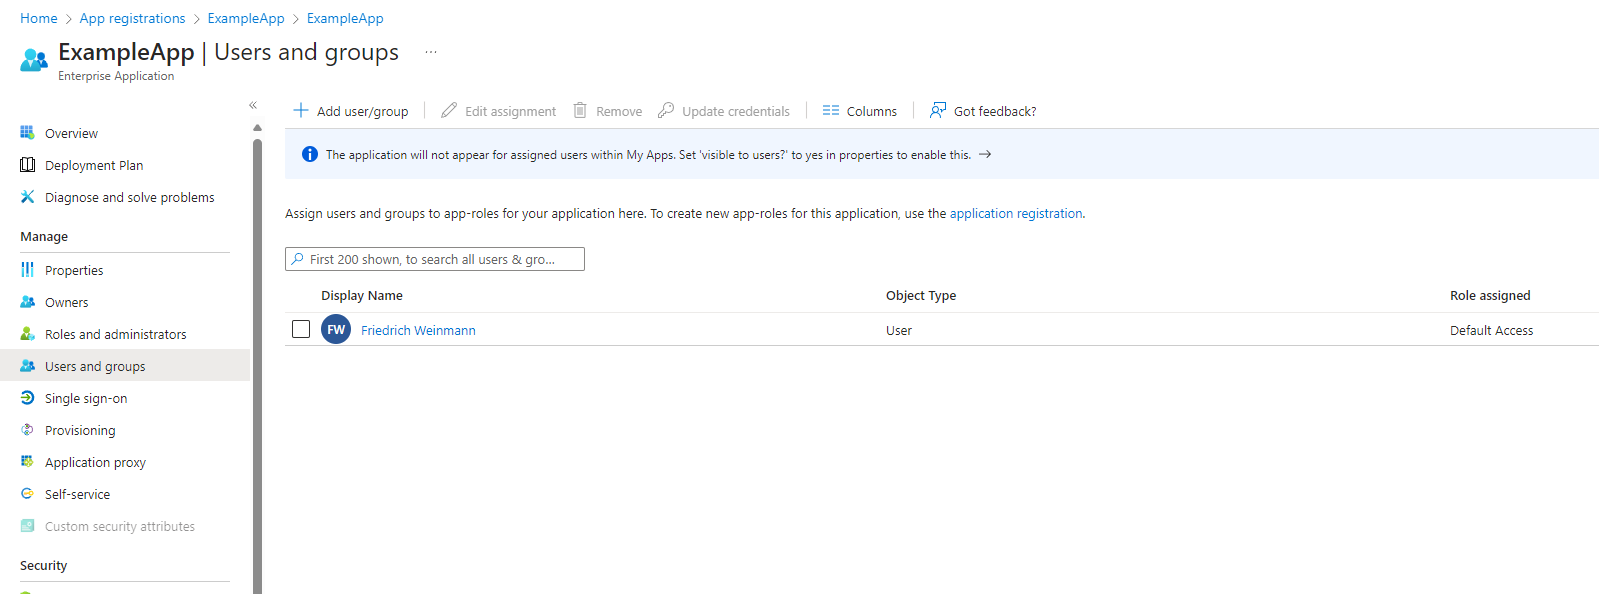 Home > App registrations > ExampleApp > ExampleApp
ExampleApp | Users and groups ...
Enterprise Application
«
Add user/group
Edit assignment
Remove
Update credentials
Columns
Got feedback?
Overview
Deployment Plan
Diagnose and solve problems
Manage
Properties
Owners
Roles and administrators
Users and groups
Single sign-on
Provisioning
Application proxy
Self-service
Custom security attributes
Security
The application will not appear for assigned users within My Apps. Set 'visible to users?' to yes in properties to enable this. →
Assign users and groups to app-roles for your application here. To create new app-roles for this application, use the application registration.
First 200 shown, to search all users & gro...
Display Name Object Type Role assigned
FW Friedrich Weinmann User Default Access